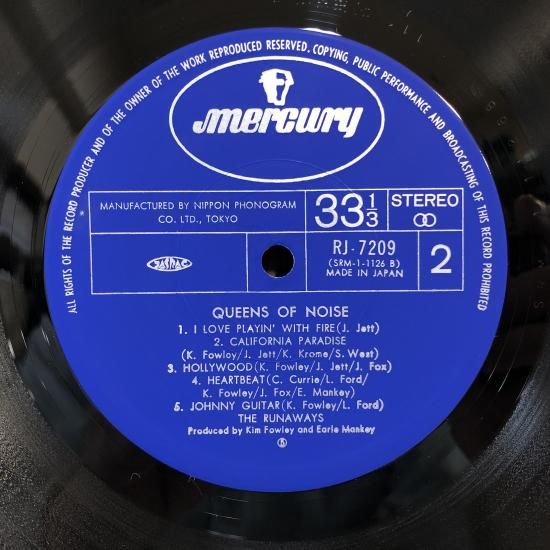 ALL RIGHTS OF THE RECORD PRODUCER AND OF THE OWNER OF THE WORK REPRODUCED RESERVED. COPYING, PUBLIC PERFORMANCE AND BROADCASTING OF THIS RECORD PROHIBITED
mercury
MANUFACTURED BY NIPPON PHONOGRAM
CO. LTD., TOKYO
33 1/3
STEREO
JASRAC
RJ-7209
(SRM-1-1126 B)
MADE IN JAPAN
2
QUEENS OF NOISE
1. I LOVE PLAYIN' WITH FIRE(J. Jett)
2. CALIFORNIA PARADISE
(K. Fowley/J. Jett/K. Krome/S. West)
3. HOLLYWOOD(K. Fowley/J. Jett/J. Fox)
4. HEARTBEAT(C. Currie/L. Ford/
K. Fowley/J. Fox/E. Mankey)
5. JOHNNY GUITAR(K. Fowley/L. Ford)
THE RUNAWAYS
Produced by Kim Fowley and Earle Mankey